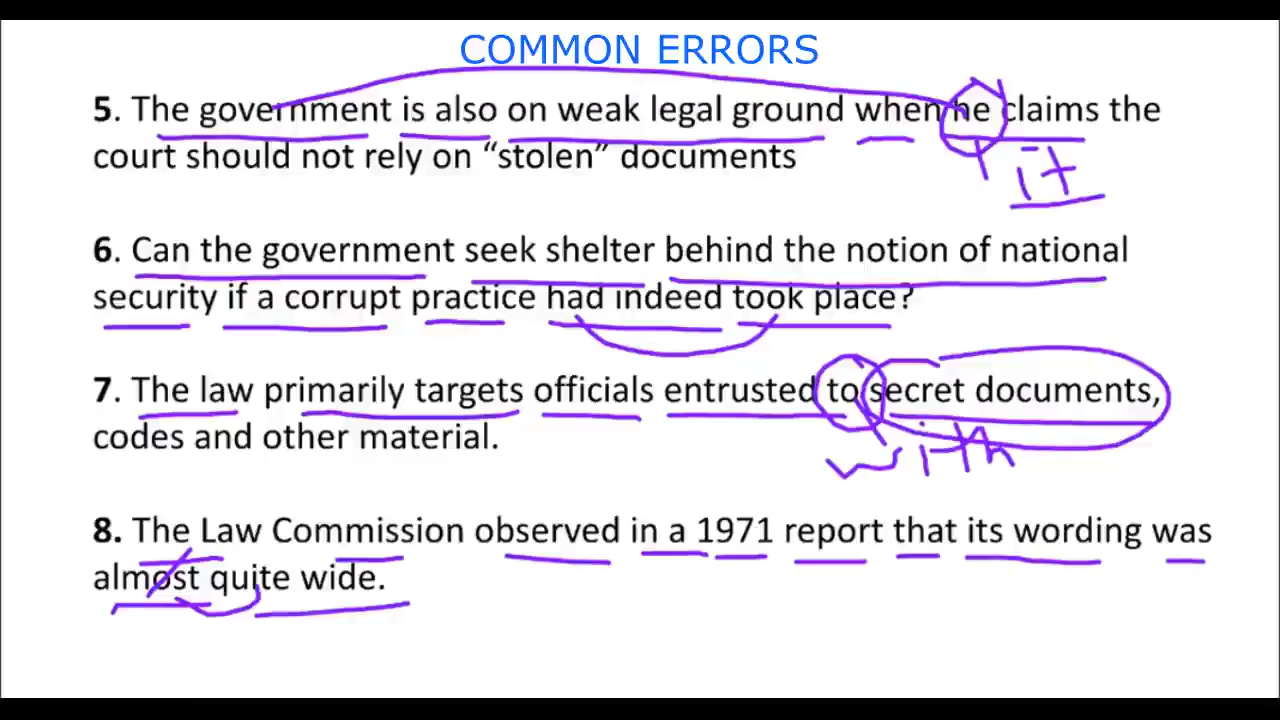 COMMON ERRORS
5. The government is also on weak legal ground when he claims the
court should not rely on “stolen” documents
it
6. Can the government seek shelter behind the notion of national
security if a corrupt practice had indeed took place?
7. The law primarily targets officials entrusted to secret documents,
codes and other material.
with
8. The Law Commission observed in a 1971 report that its wording was
almost quite wide.